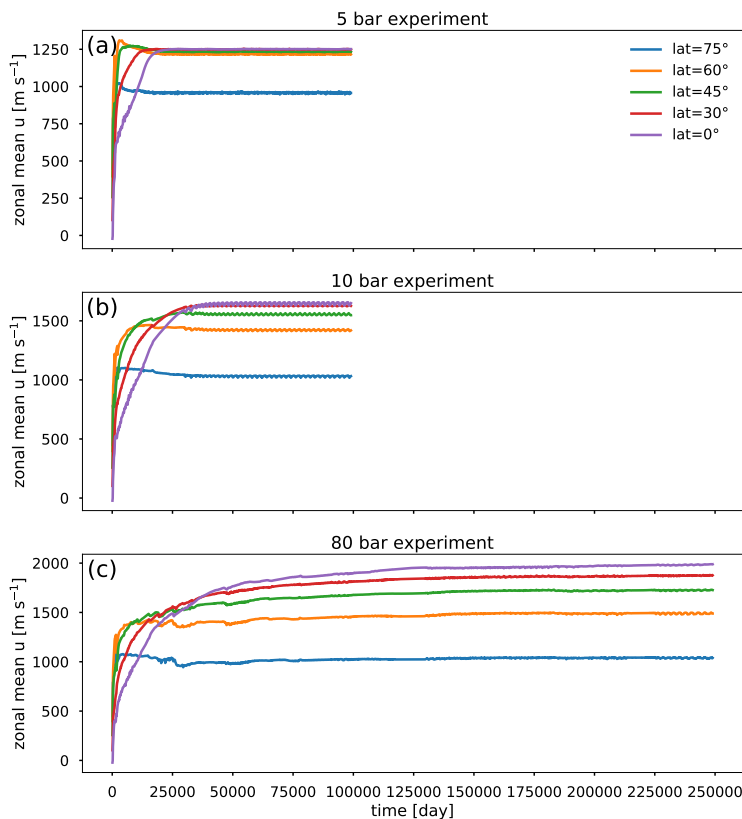 5 bar experiment
(a)
zonal mean u [m s⁻¹]
1250
1000
750
500
250
0
lat=75°
lat=60°
lat=45°
lat=30°
lat=0°
10 bar experiment
(b)
zonal mean u [m s⁻¹]
1500
1000
500
0
80 bar experiment
(c)
zonal mean u [m s⁻¹]
2000
1500
1000
500
0
0 25000 50000 75000 100000 125000 150000 175000 200000 225000 250000
time [day]